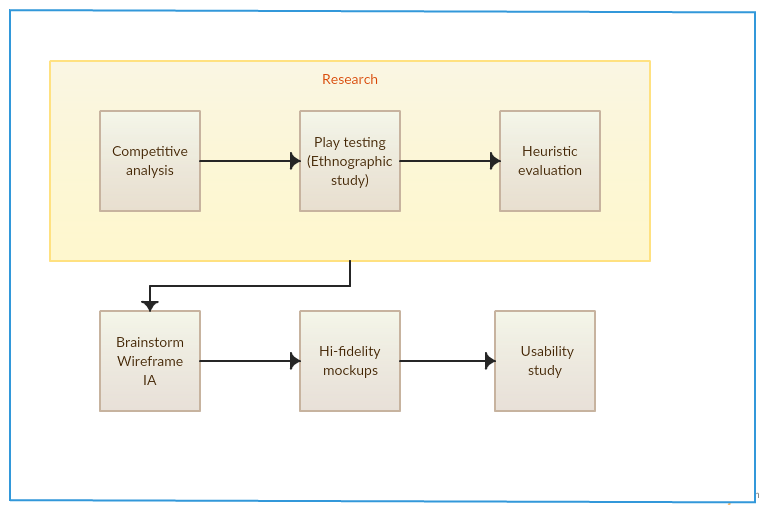 Research
Competitive
analysis
Play testing
(Ethnographic
study)
Heuristic
evaluation
Brainstorm
Wireframe
IA
Hi-fidelity
mockups
Usability
study